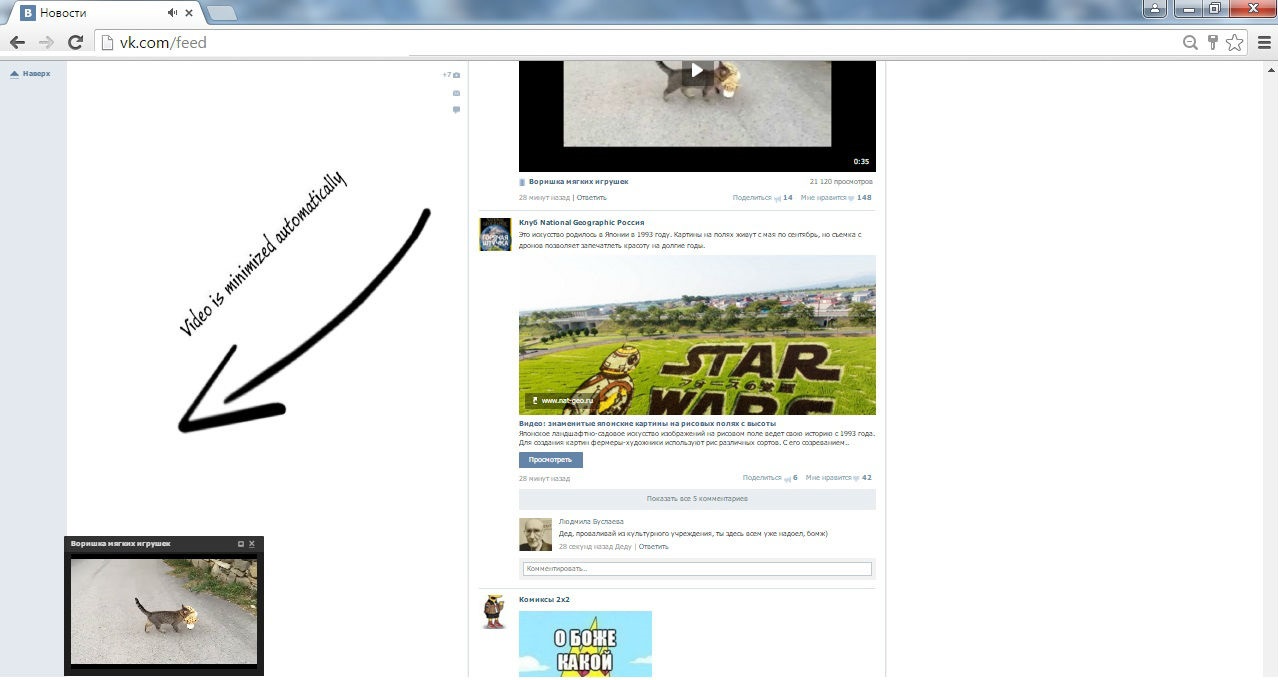 Новости
vk.com/feed
Наверх
+7
Video is minimized automatically
0:35
Воришка мягких игрушек
21 120 просмотров
28 минут назад | Ответить
Поделиться 14 Мне нравится 148
Клуб National Geographic Россия
Это искусство родилось в Японии в 1993 году. Картины на полях живут с мая по сентябрь, но съемка с
дронов позволяет запечатлеть красоту на долгие годы.
STAR
WARS
www.nat-geo.ru
Видео: знаменитые японские картины на рисовых полях с высоты
Японское ландшафтно-садовое искусство изображений на рисовом поле ведет свою историю с 1993 года.
Для создания картин фермеры-художники используют рис различных сортов. С его созреванием..
Просмотреть
28 минут назад
Поделиться 6 Мне нравится 42
Показать все 5 комментариев
Людмила Буслаева
Дед, проваливай из культурного учреждения, ты здесь всем уже надоел, бомж)
28 секунд назад Деду | Ответить
Комментировать..
Комиксы 2x2
О БОЖЕ
КАКОЙ
Воришка мягких игрушек